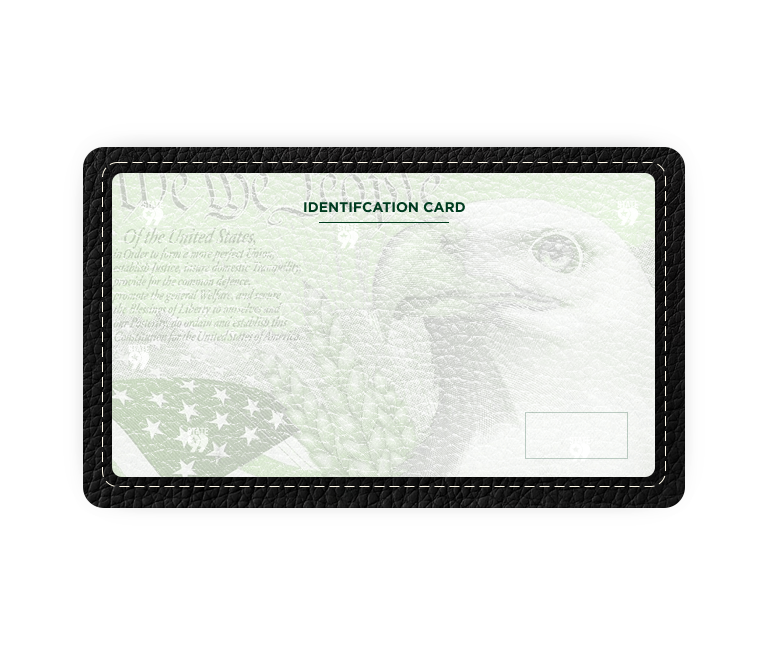 We the People
IDENTIFCATION CARD
Of the United States,
in Order to form a more perfect Union,
establish Justice, insure domestic Tranquility,
provide for the common defence,
promote the general Welfare, and secure
the Blessings of Liberty to ourselves and
our Posterity, do ordain and establish this
Constitution for the United States of America.
STATE